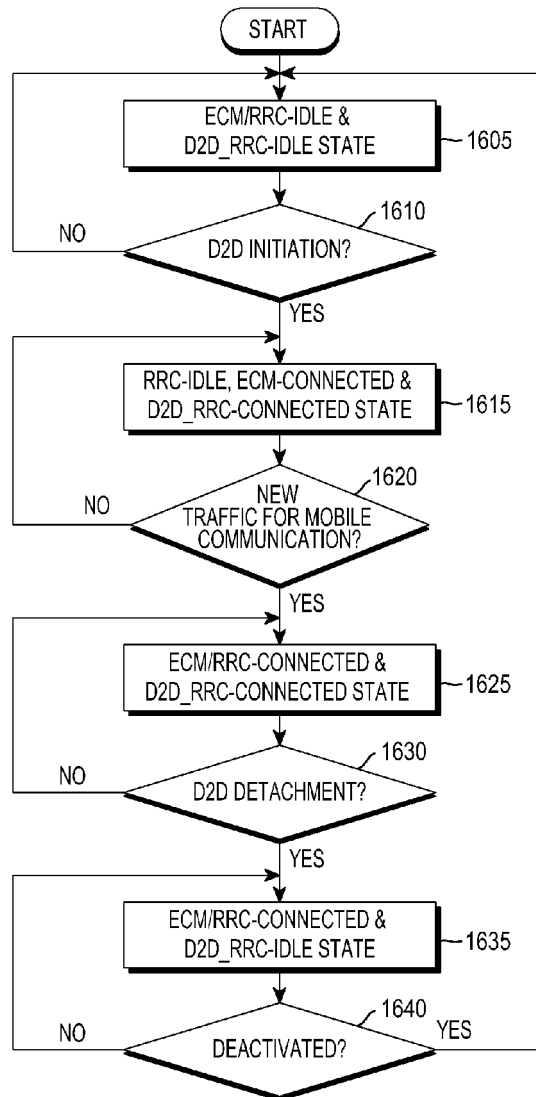 START
ECM/RRC-IDLE &
D2D_RRC-IDLE STATE
1605
1610
D2D INITIATION?
NO
YES
RRC-IDLE, ECM-CONNECTED &
D2D_RRC-CONNECTED STATE
1615
1620
NEW
TRAFFIC FOR MOBILE
COMMUNICATION?
NO
YES
ECM/RRC-CONNECTED &
D2D_RRC-CONNECTED STATE
1625
1630
D2D DETACHMENT?
NO
YES
ECM/RRC-CONNECTED &
D2D_RRC-IDLE STATE
1635
1640
DEACTIVATED?
NO
YES